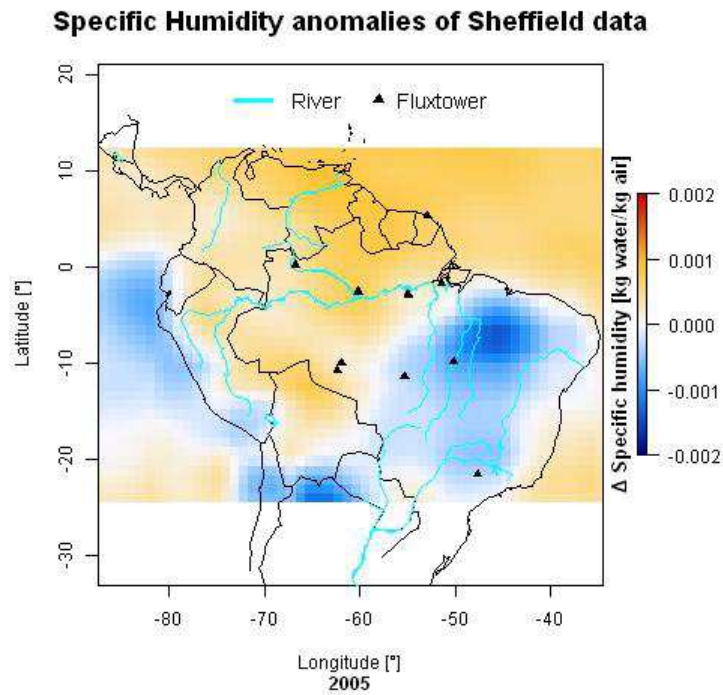 Specific Humidity anomalies of Sheffield data
River Fluxtower
20
10
0
-10
-20
-30
Latitude [°]
-80 -70 -60 -50 -40
Longitude [°]
2005
0.002
0.001
0.000
-0.001
-0.002
Δ Specific humidity [kg water/kg air]